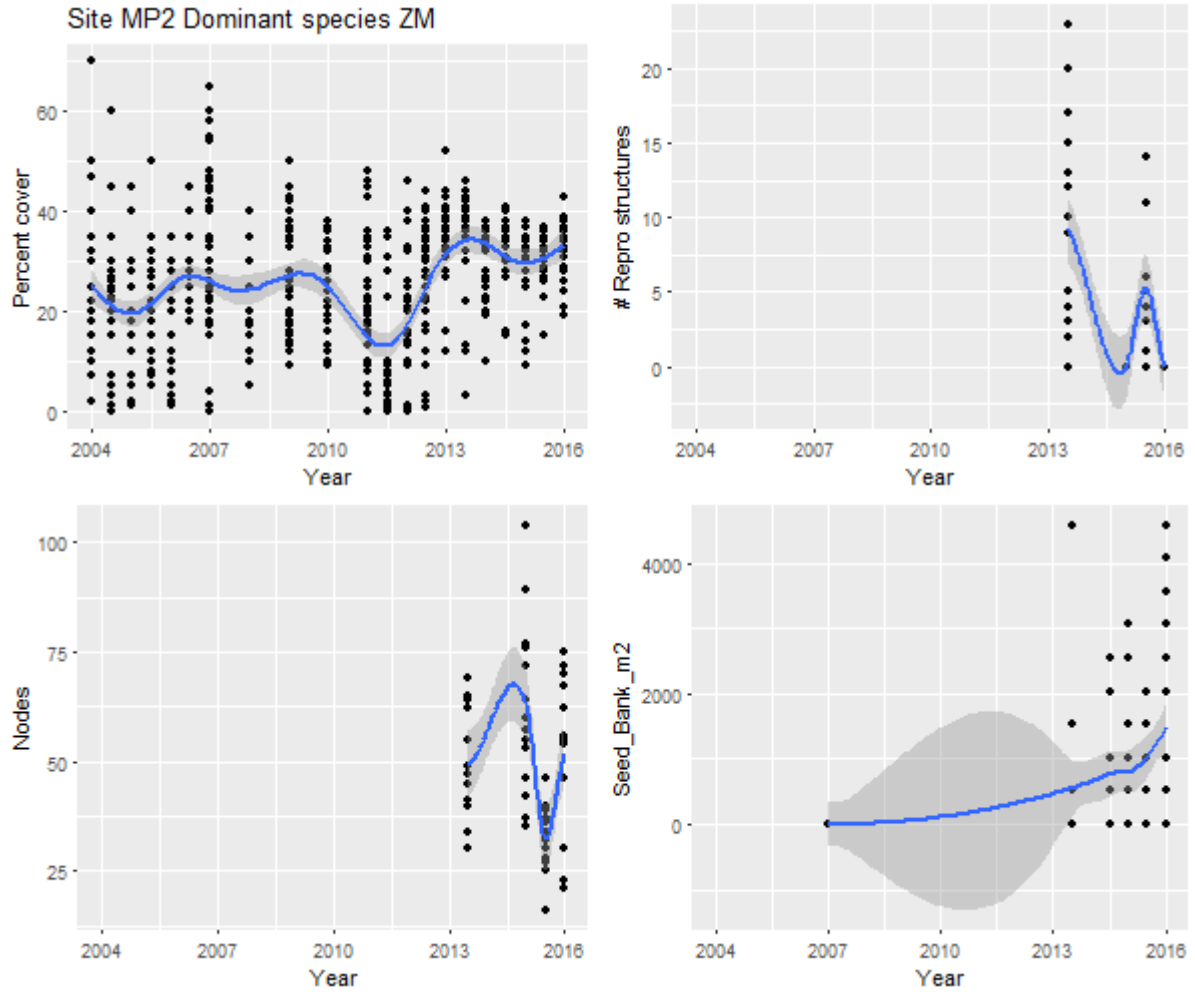 Site MP2 Dominant species ZM
60
40
20
0
Percent cover
2004 2007 2010 2013 2016
Year
20
15
10
5
0
# Repro structures
2004 2007 2010 2013 2016
Year
100
75
50
25
Nodes
2004 2007 2010 2013 2016
Year
4000
2000
0
Seed_Bank_m2
2004 2007 2010 2013 2016
Year